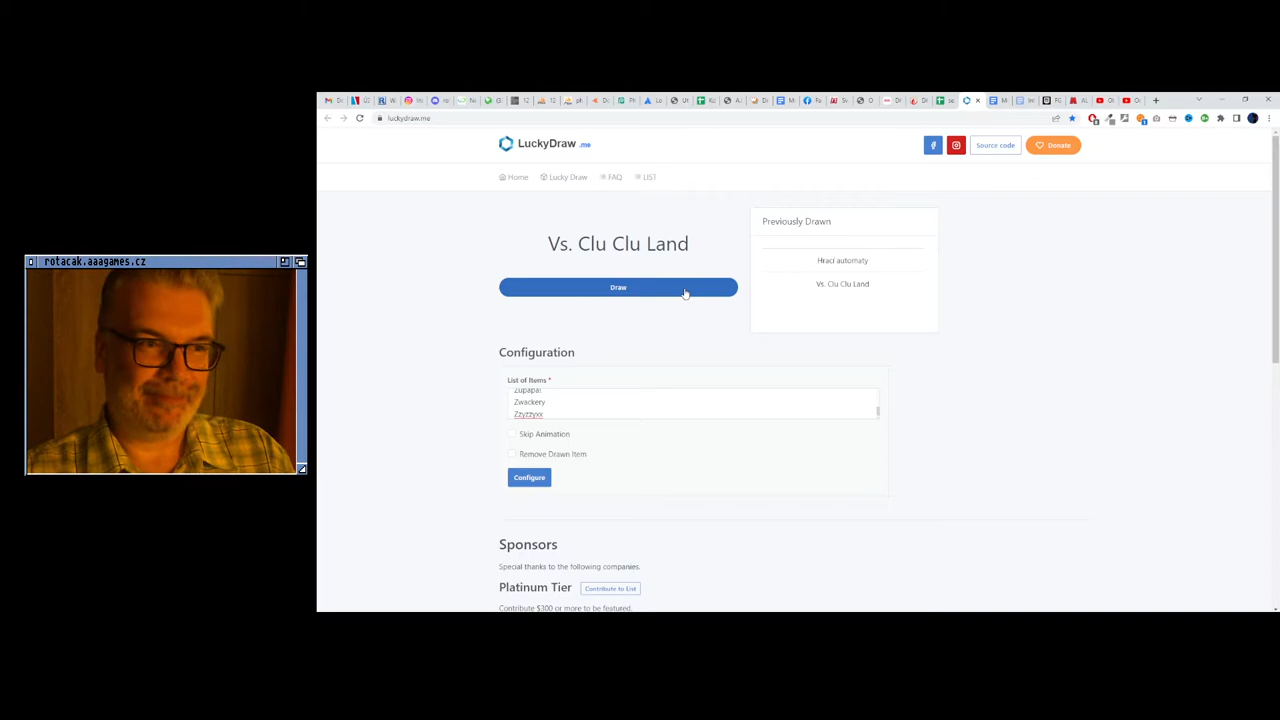 rotacak.aaagames.cz
luckydraw.me
LuckyDraw .me
Source code
Donate
Home
Lucky Draw
FAQ
LIST
Vs. Clu Clu Land
Draw
Previously Drawn
Hrací automaty
Vs. Clu Clu Land
Configuration
List of Items *
Zupapa!
Zwackery
Zzyzzyxx
Skip Animation
Remove Drawn Item
Configure
Sponsors
Special thanks to the following companies.
Platinum Tier
Contribute to List
Contribute $300 or more to be featured.